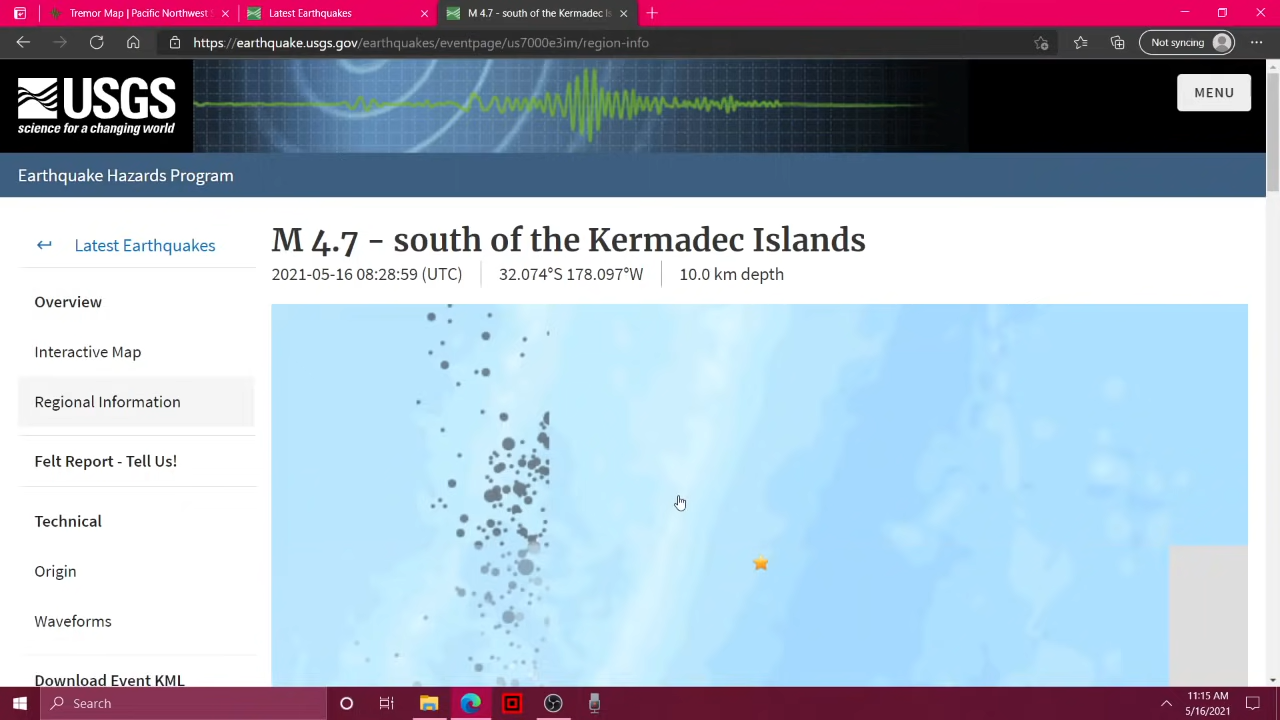 Tremor Map | Pacific Northwest S
Latest Earthquakes
M 4.7 - south of the Kermadec Is
https://earthquake.usgs.gov/earthquakes/eventpage/us7000e3im/region-info
Not syncing
USGS
science for a changing world
MENU
Earthquake Hazards Program
Latest Earthquakes
M 4.7 - south of the Kermadec Islands
2021-05-16 08:28:59 (UTC)
32.074°S 178.097°W
10.0 km depth
Overview
Interactive Map
Regional Information
Felt Report - Tell Us!
Technical
Origin
Waveforms
Download Event KML
Search
11:15 AM
5/16/2021